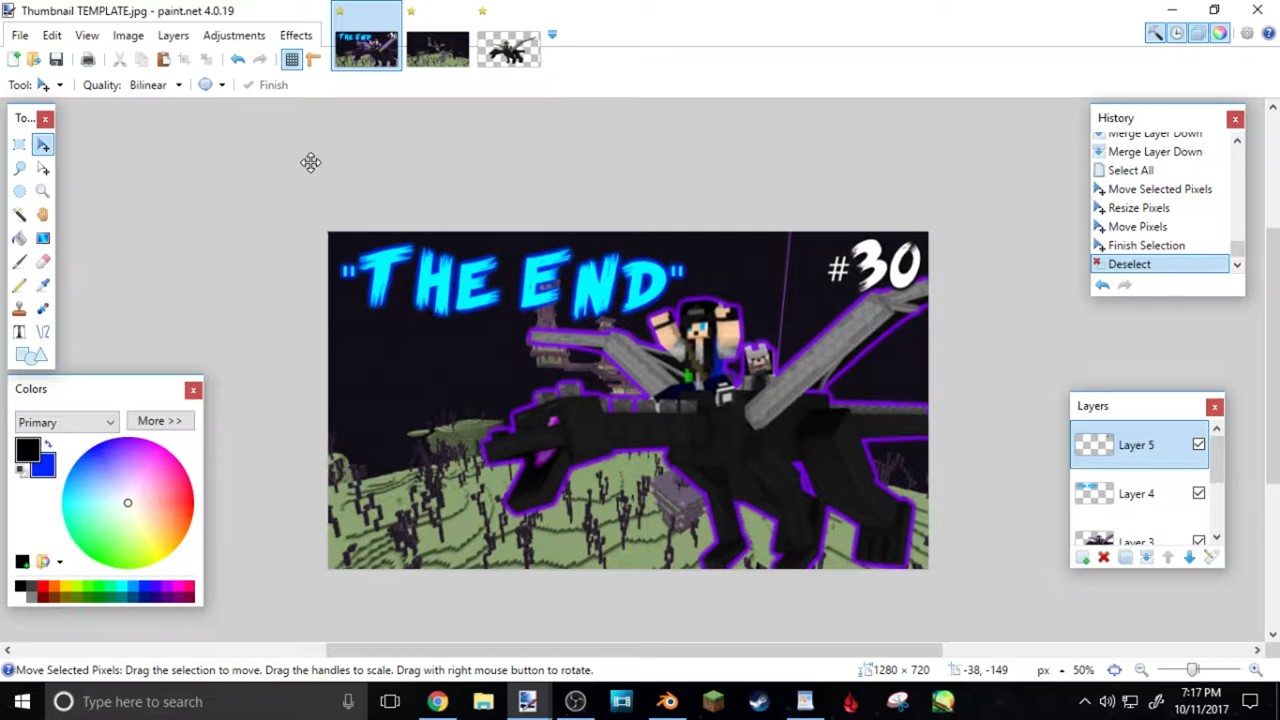 Thumbnail TEMPLATE.jpg - paint.net 4.0.19
File Edit View Image Layers Adjustments Effects
Tool: Quality: Bilinear Finish
To...
History
Merge Layer Down
Merge Layer Down
Select All
Move Selected Pixels
Resize Pixels
Move Pixels
Finish Selection
Deselect
"THE END"
#30
Colors
Primary
More >>
Layers
Layer 5
Layer 4
Layer 3
Move Selected Pixels: Drag the selection to move. Drag the handles to scale. Drag with right mouse button to rotate.
1280 × 720
-38, -149
px
50%
Type here to search
7:17 PM
10/11/2017